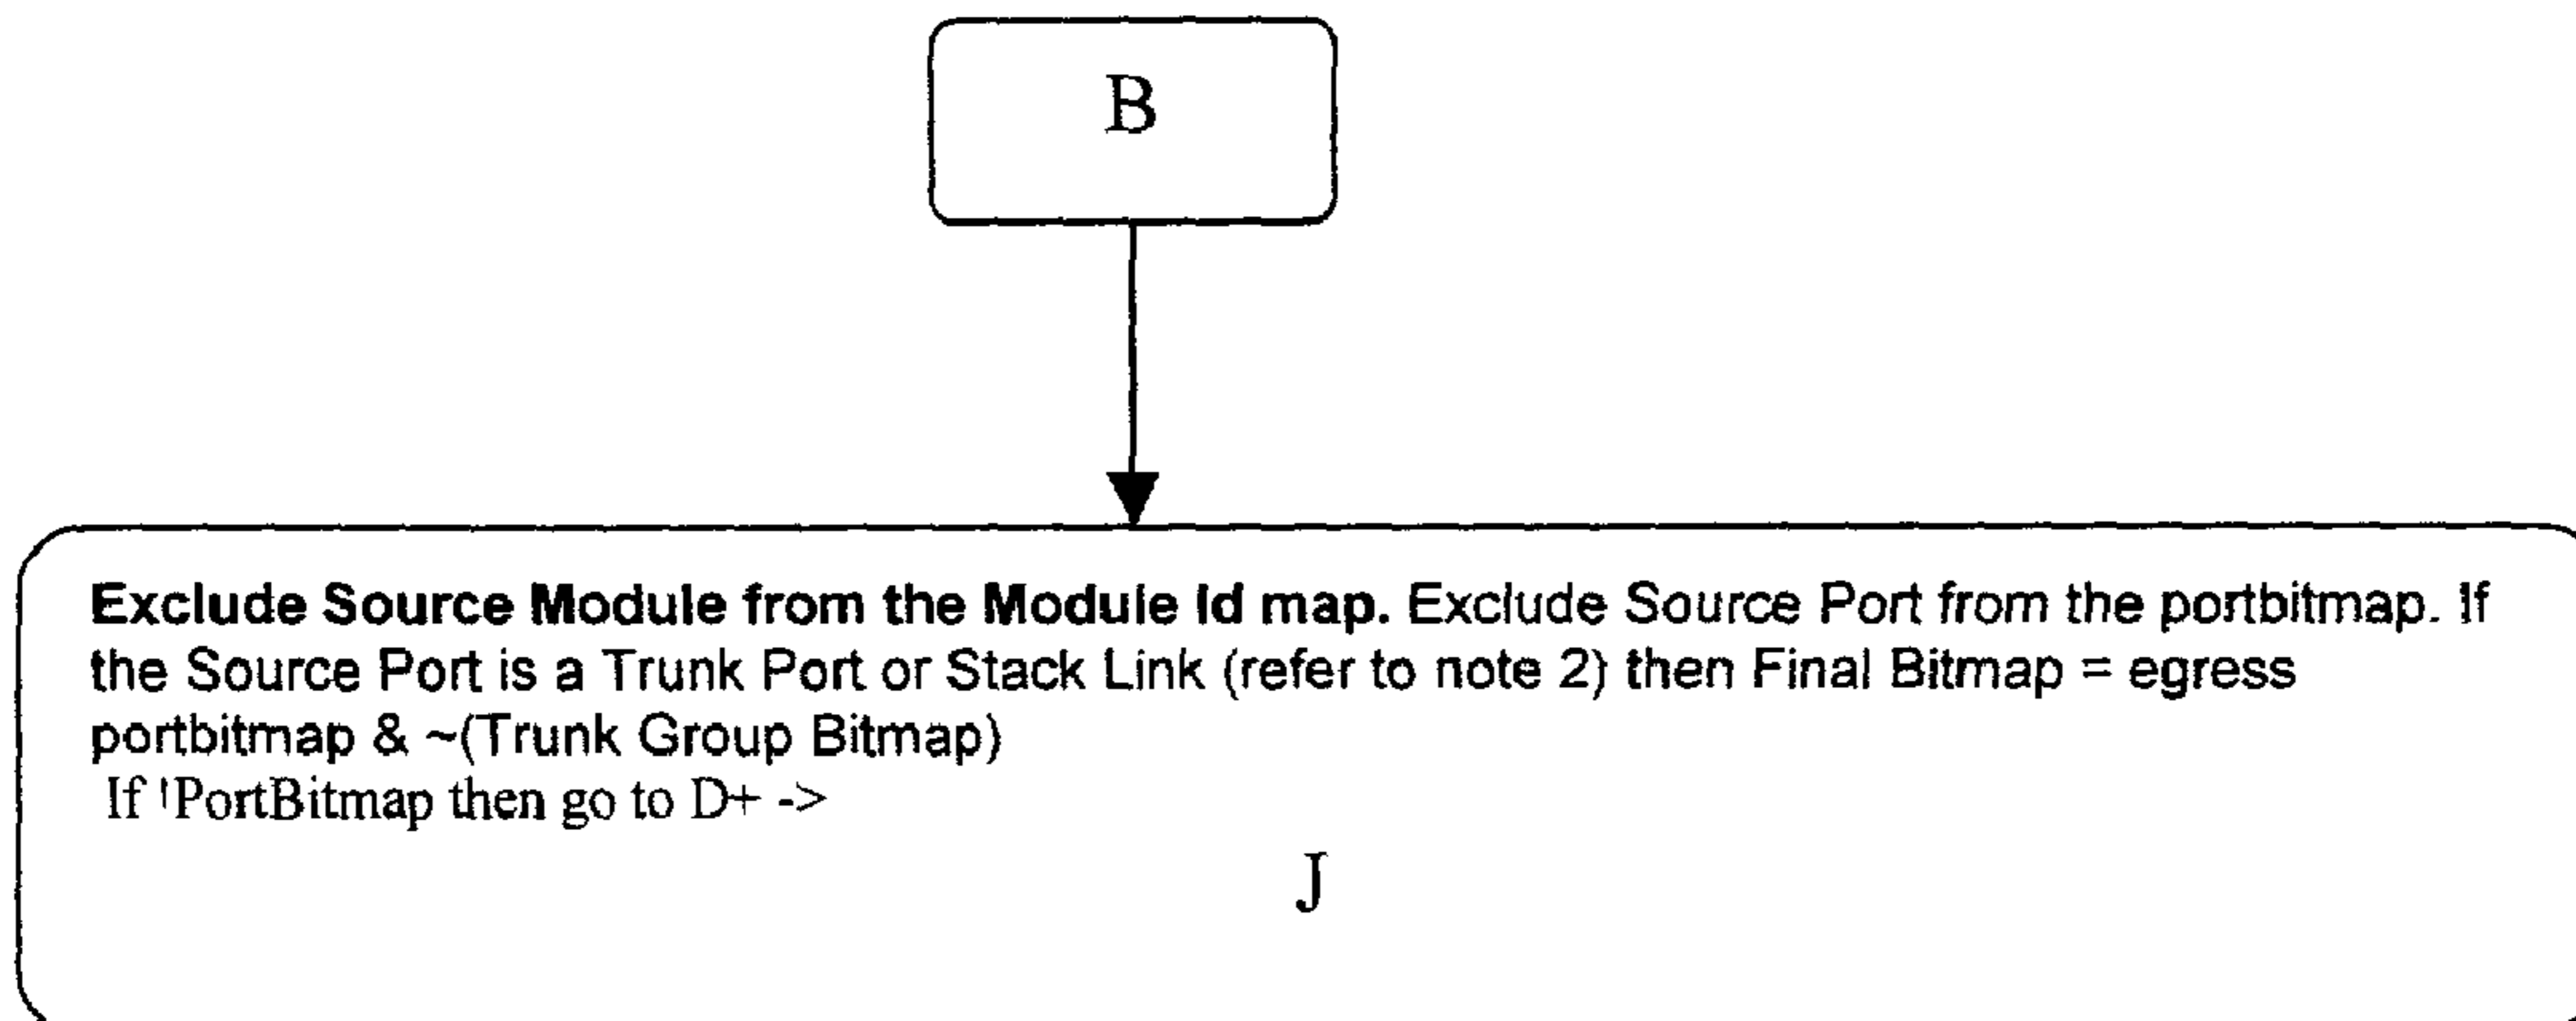 B
Exclude Source Module from the Module Id map. Exclude Source Port from the portbitmap. If
the Source Port is a Trunk Port or Stack Link (refer to note 2) then Final Bitmap = egress
portbitmap & ~(Trunk Group Bitmap)
If !PortBitmap then go to D+ ->
J